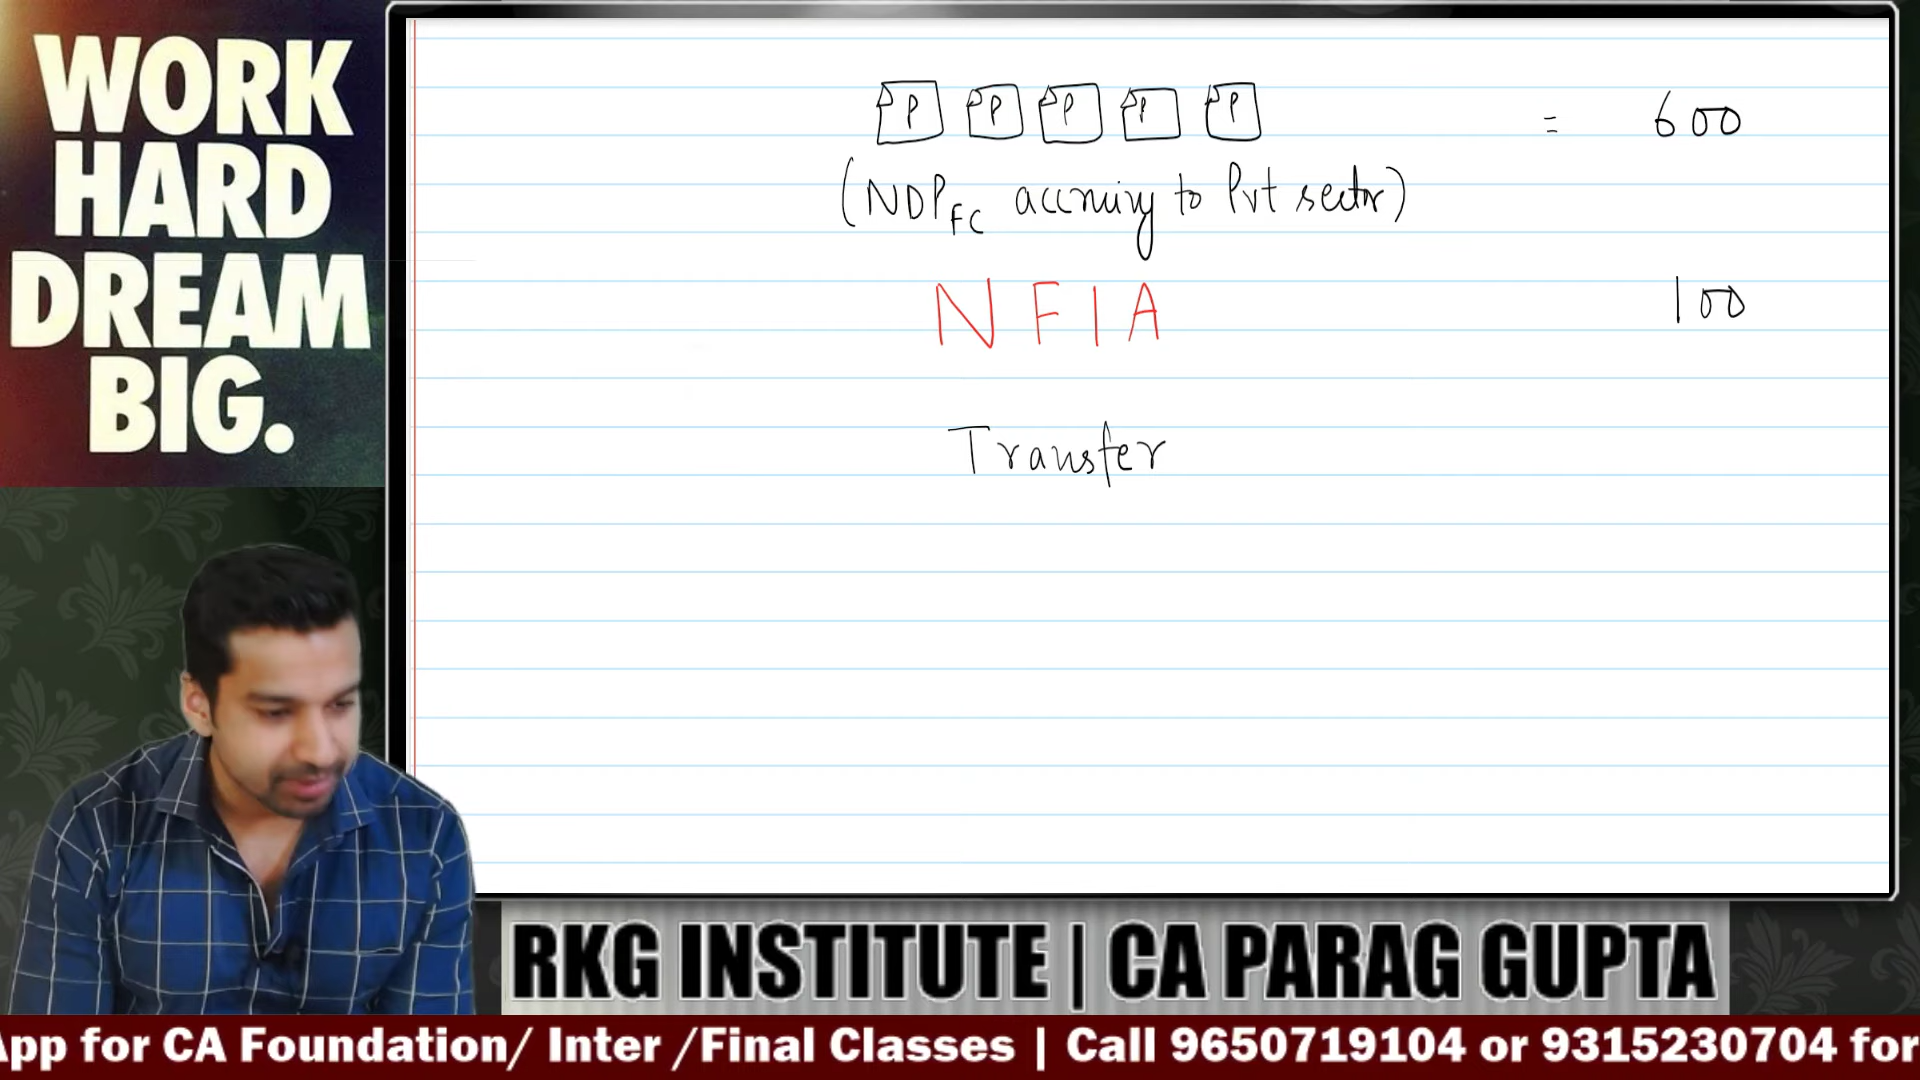 WORK
HARD
DREAM
BIG.
P P P P P = 600
(NDPFC accruing to Pvt sector)
NFIA 100
Transfer
RKG INSTITUTE | CA PARAG GUPTA
App for CA Foundation/ Inter /Final Classes | Call 9650719104 or 9315230704 for